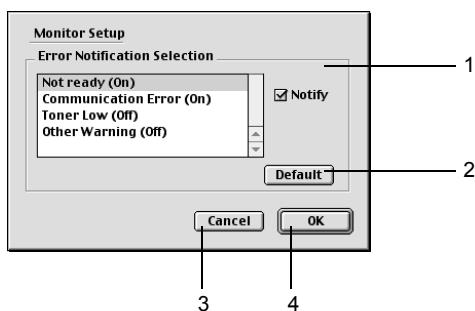 Monitor Setup
Error Notification Selection
1
Not ready (On)
Communication Error (On)
Toner Low (Off)
Other Warning (Off)
Notify
Default
2
Cancel
OK
3
4